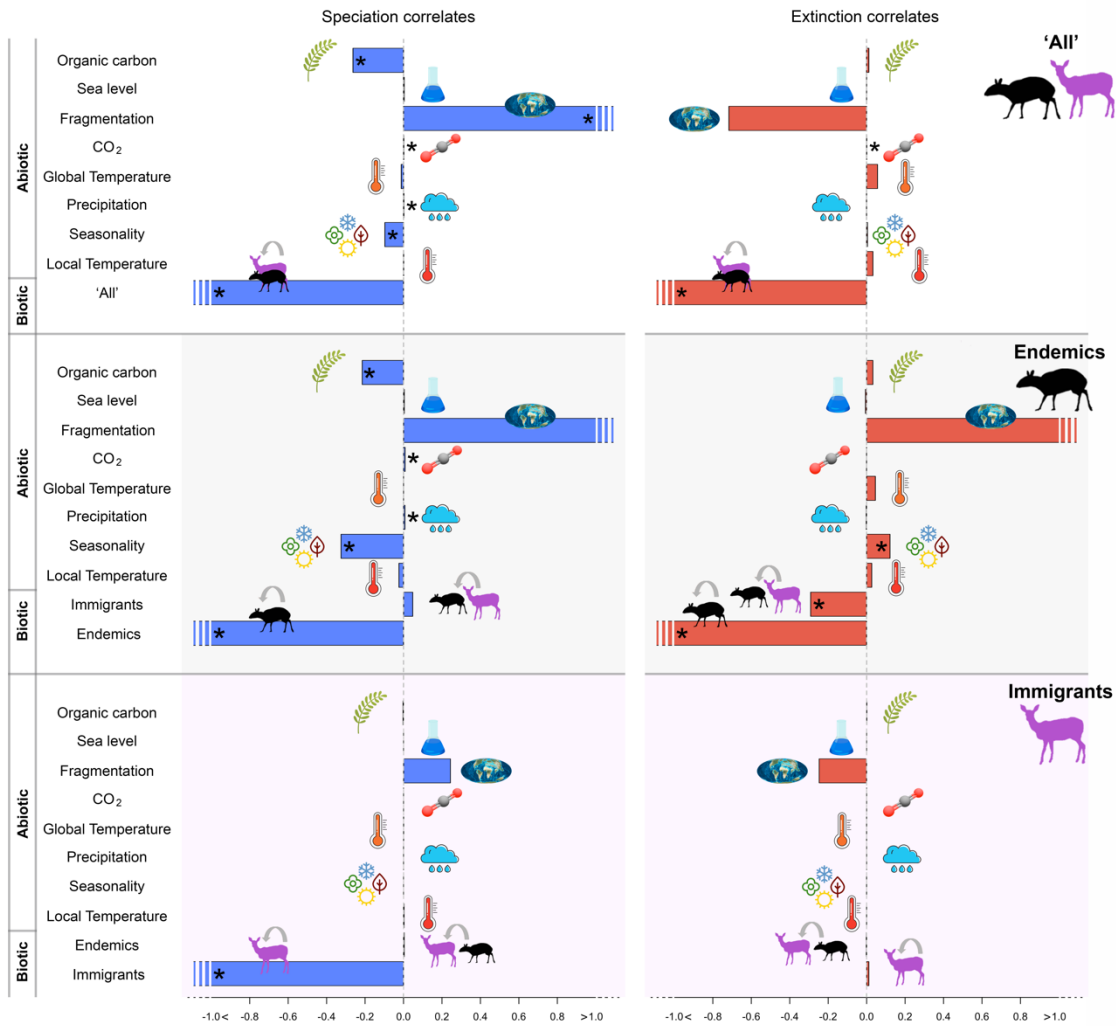 Speciation correlates
Extinction correlates
'All'
Abiotic
Organic carbon
Sea level
Fragmentation
CO₂
Global Temperature
Precipitation
Seasonality
Local Temperature
Biotic
'All'
* * * * * *
* *
Endemics
Abiotic
Organic carbon
Sea level
Fragmentation
CO₂
Global Temperature
Precipitation
Seasonality
Local Temperature
Biotic
Immigrants
Endemics
* * * * *
* * *
Immigrants
Abiotic
Organic carbon
Sea level
Fragmentation
CO₂
Global Temperature
Precipitation
Seasonality
Local Temperature
Biotic
Endemics
Immigrants
*
-1.0< -0.8 -0.6 -0.4 -0.2 0.0 0.2 0.4 0.6 0.8 >1.0
-1.0< -0.8 -0.6 -0.4 -0.2 0.0 0.2 0.4 0.6 0.8 >1.0